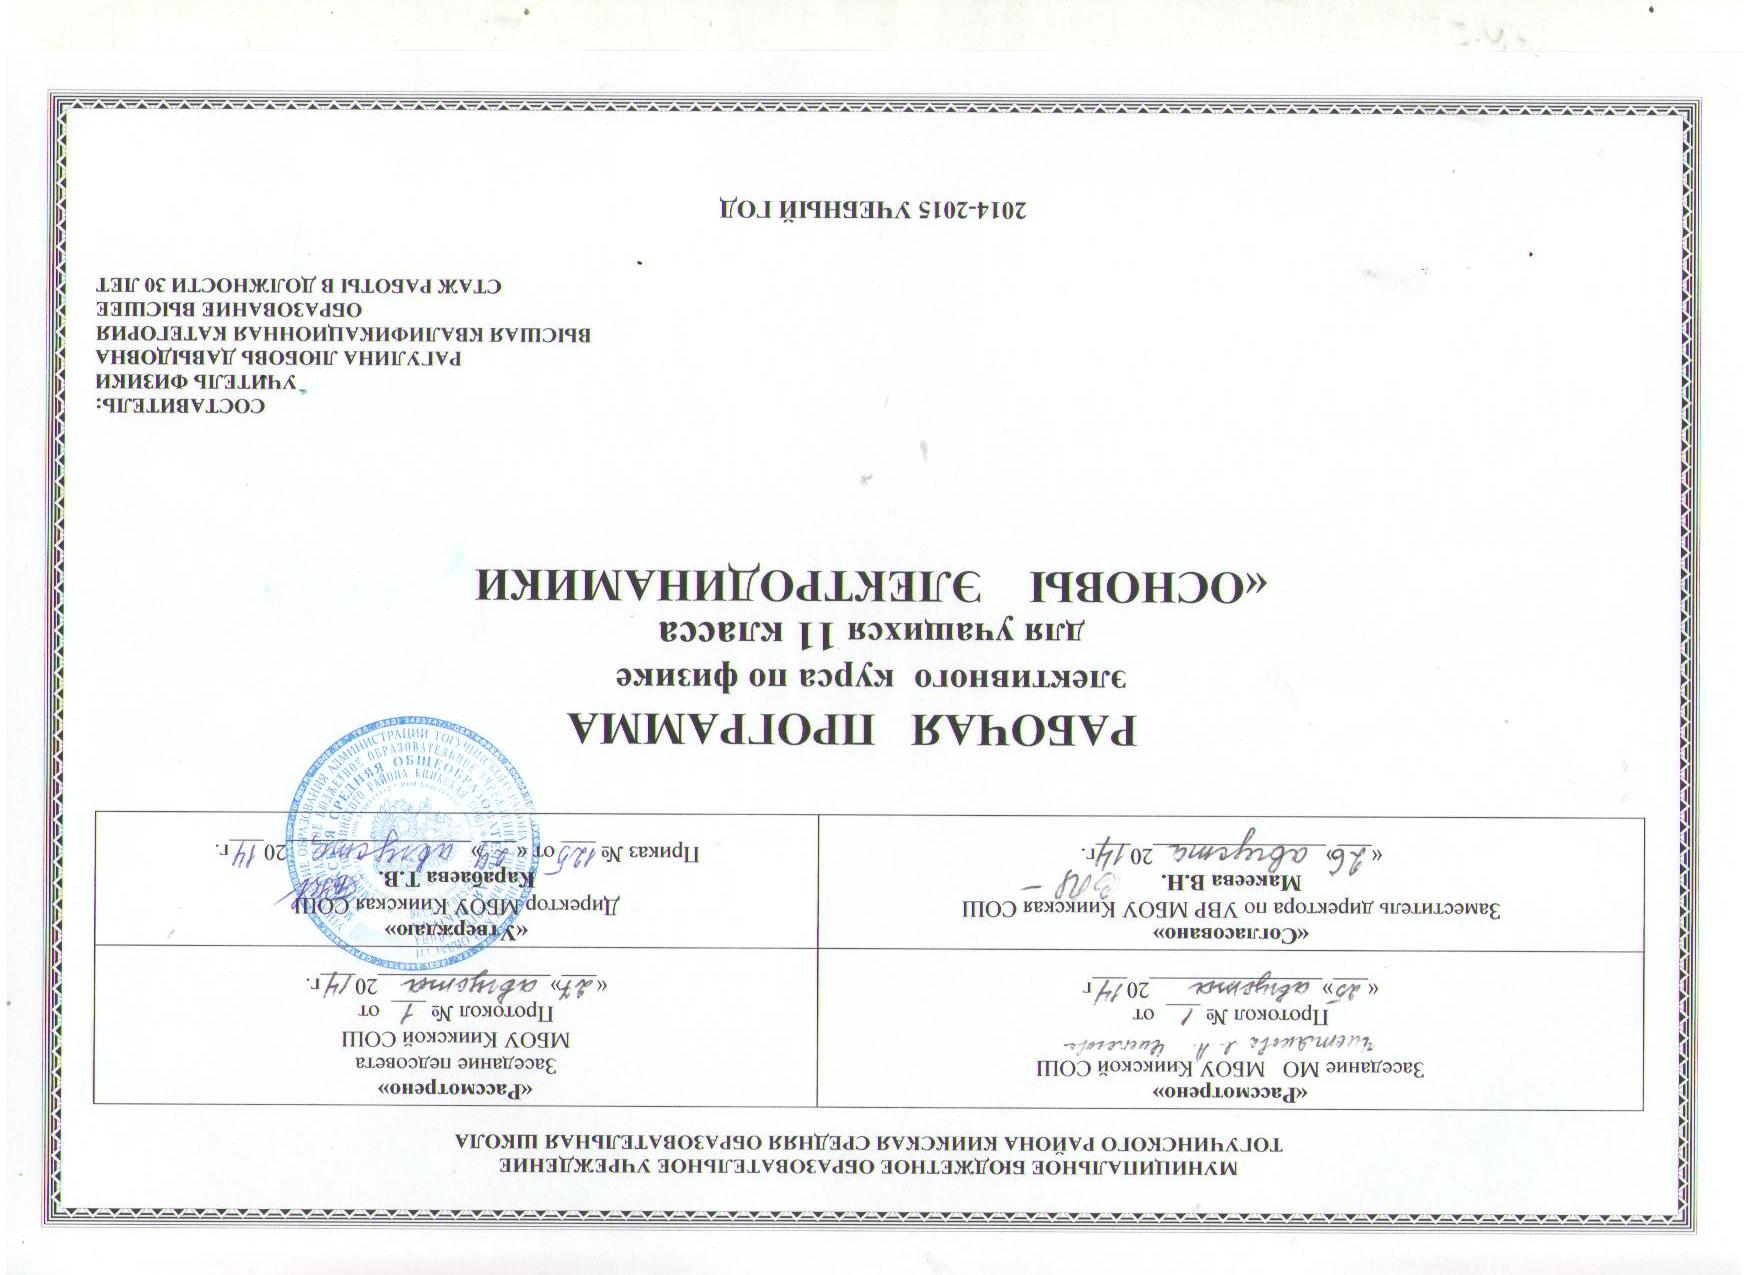 МУНИЦИПАЛЬНОЕ БЮДЖЕТНОЕ ОБРАЗОВАТЕЛЬНОЕ УЧРЕЖДЕНИЕ
ТОГУЧИНСКОГО РАЙОНА КИИКСКАЯ СРЕДНЯЯ ОБРАЗОВАТЕЛЬНАЯ ШКОЛА
«Рассмотрено»
Заседание МО МБОУ Киикской СОШ
Протокол № 1 от
«25» августа 2014г
«Рассмотрено»
Заседание педсовета
МБОУ Киикской СОШ
Протокол № 1 от
«27» августа 2014г.
«Согласовано»
Заместитель директора по УВР МБОУ Киикская СОШ
Макеева В.Н.
«26» августа 2014г.
«Утверждаю»
Директор МБОУ Киикская СОШ
Карабаева Т.В.
Приказ № 125 от «29» августа 2014г.
РАБОЧАЯ ПРОГРАММА
элективного курса по физике
для учащихся 11 класса
«ОСНОВЫ ЭЛЕКТРОДИНАМИКИ
СОСТАВИТЕЛЬ:
УЧИТЕЛЬ ФИЗИКИ
РАГУЛИНА ЛЮБОВЬ ДАВЫДОВНА
ВЫСШАЯ КВАЛИФИКАЦИОННАЯ КАТЕГОРИЯ
ОБРАЗОВАНИЕ ВЫСШЕЕ
СТАЖ РАБОТЫ В ДОЛЖНОСТИ 30 ЛЕТ
2014-2015 УЧЕБНЫЙ ГОД